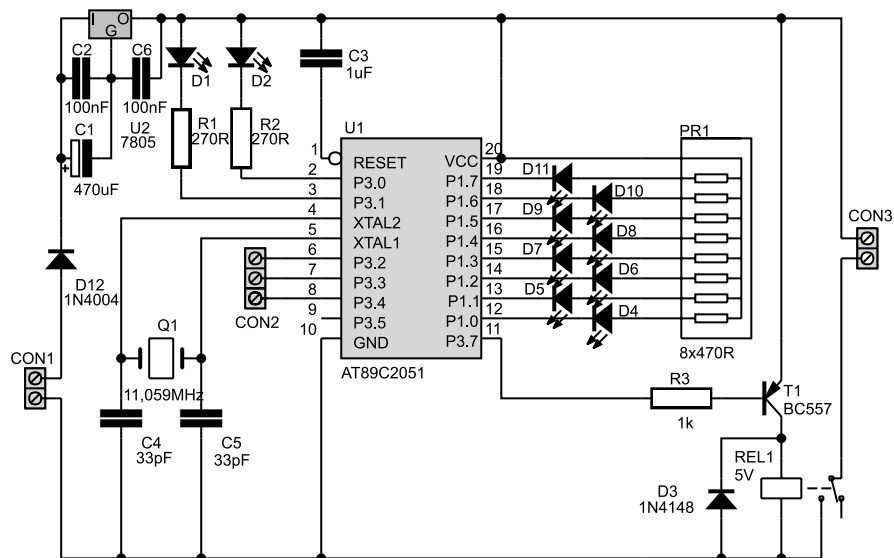 I O
G
C2
C6
100nF
100nF
C1
U2
7805
+
470uF
D1
D2
R1
270R
R2
270R
C3
1uF
U1
AT89C2051
1
RESET
2
P3.0
3
P3.1
4
XTAL2
5
XTAL1
6
P3.2
7
P3.3
8
P3.4
9
P3.5
10
GND
VCC
20
P1.7
19
P1.6
18
P1.5
17
P1.4
16
P1.3
15
P1.2
14
P1.1
13
P1.0
12
P3.7
11
D11
D10
D9
D8
D7
D6
D5
D4
PR1
8x470R
CON3
D12
1N4004
CON2
Q1
11,059MHz
CON1
C4
33pF
C5
33pF
R3
1k
T1
BC557
REL1
5V
D3
1N4148